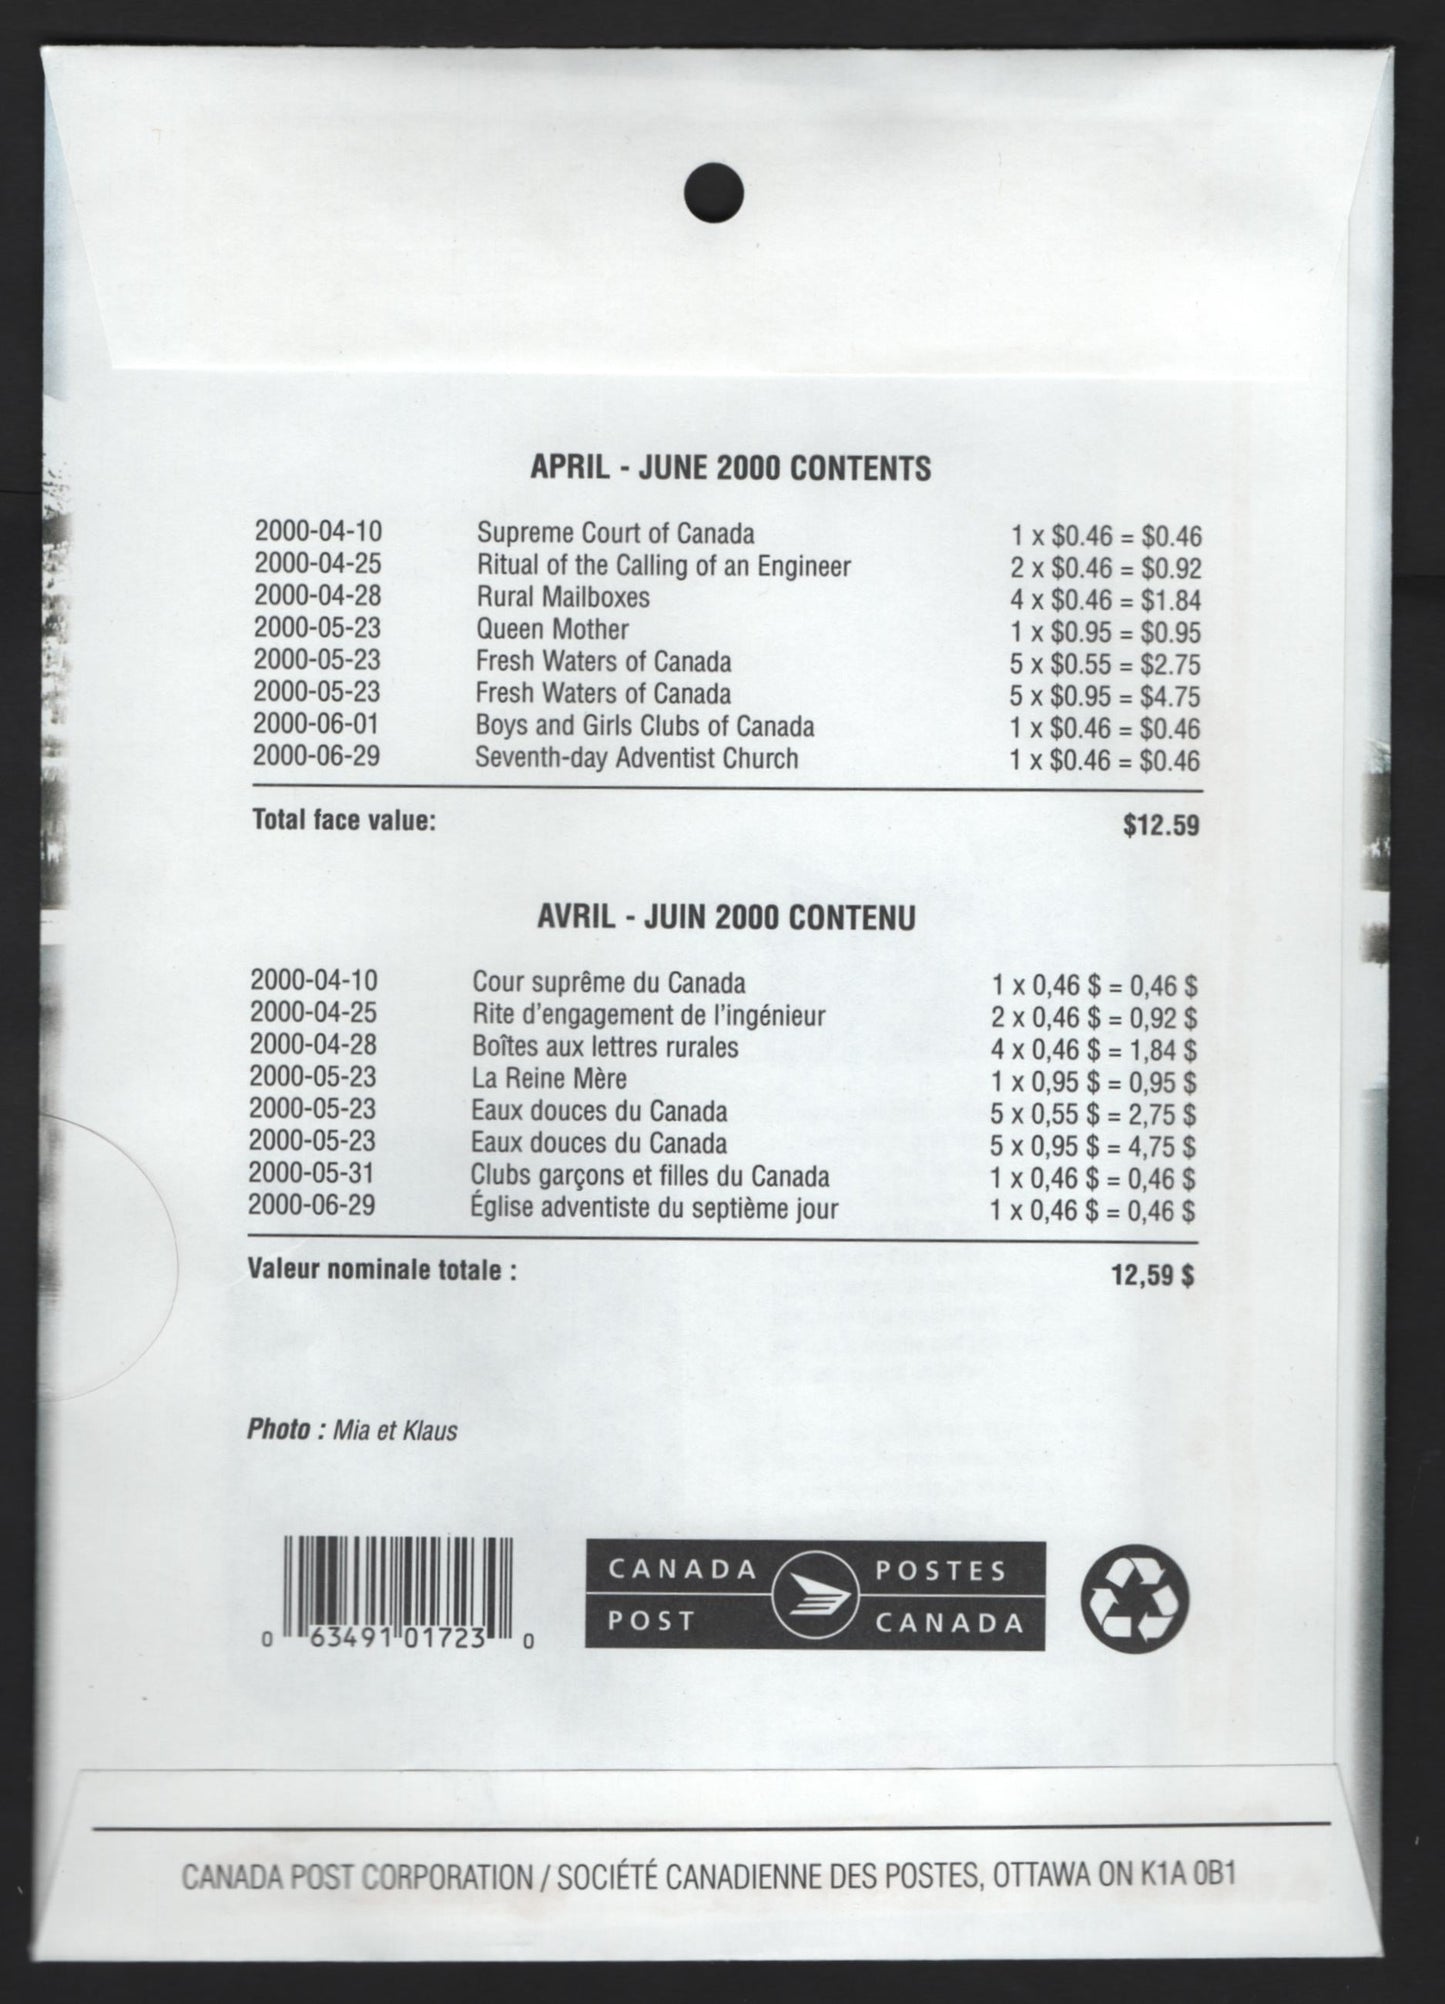 APRIL - JUNE 2000 CONTENTS
2000-04-10 Supreme Court of Canada 1 x $0.46 = $0.46
2000-04-25 Ritual of the Calling of an Engineer 2 x $0.46 = $0.92
2000-04-28 Rural Mailboxes 4 x $0.46 = $1.84
2000-05-23 Queen Mother 1 x $0.95 = $0.95
2000-05-23 Fresh Waters of Canada 5 x $0.55 = $2.75
2000-05-23 Fresh Waters of Canada 5 x $0.95 = $4.75
2000-06-01 Boys and Girls Clubs of Canada 1 x $0.46 = $0.46
2000-06-29 Seventh-day Adventist Church 1 x $0.46 = $0.46
Total face value: $12.59
AVRIL - JUIN 2000 CONTENU
2000-04-10 Cour suprême du Canada 1 x 0,46 $ = 0,46 $
2000-04-25 Rite d'engagement de l'ingénieur 2 x 0,46 $ = 0,92 $
2000-04-28 Boîtes aux lettres rurales 4 x 0,46 $ = 1,84 $
2000-05-23 La Reine Mère 1 x 0,95 $ = 0,95 $
2000-05-23 Eaux douces du Canada 5 x 0,55 $ = 2,75 $
2000-05-23 Eaux douces du Canada 5 x 0,95 $ = 4,75 $
2000-05-31 Clubs garçons et filles du Canada 1 x 0,46 $ = 0,46 $
2000-06-29 Église adventiste du septième jour 1 x 0,46 $ = 0,46 $
Valeur nominale totale : 12,59 $
Photo : Mia et Klaus
0 63491 01723 0
CANADA POSTES
POST CANADA
CANADA POST CORPORATION / SOCIÉTÉ CANADIENNE DES POSTES, OTTAWA ON K1A 0B1